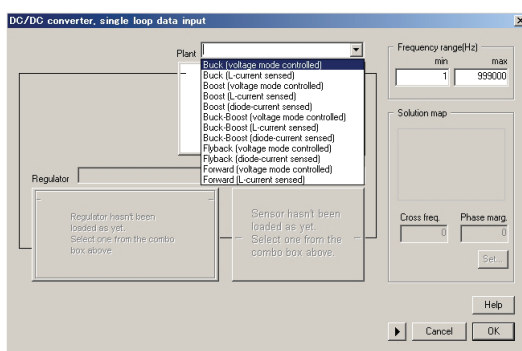 DC/DC converter, single loop data input
Plant
Buck (voltage mode controlled)
Buck (L-current sensed)
Boost (voltage mode controlled)
Boost (L-current sensed)
Boost (diode-current sensed)
Buck-Boost (voltage mode controlled)
Buck-Boost (L-current sensed)
Buck-Boost (diode-current sensed)
Flyback (voltage mode controlled)
Flyback (diode-current sensed)
Forward (voltage mode controlled)
Forward (L-current sensed)
Frequency range(Hz)
min max
1 999000
Solution map
Cross freq. Phase marg.
0 0
Set...
Regulator
Regulator hasn't been
loaded as yet.
Select one from the combo
box above
Sensor hasn't been
loaded as yet.
Select one from the
combo box above.
Help
Cancel OK